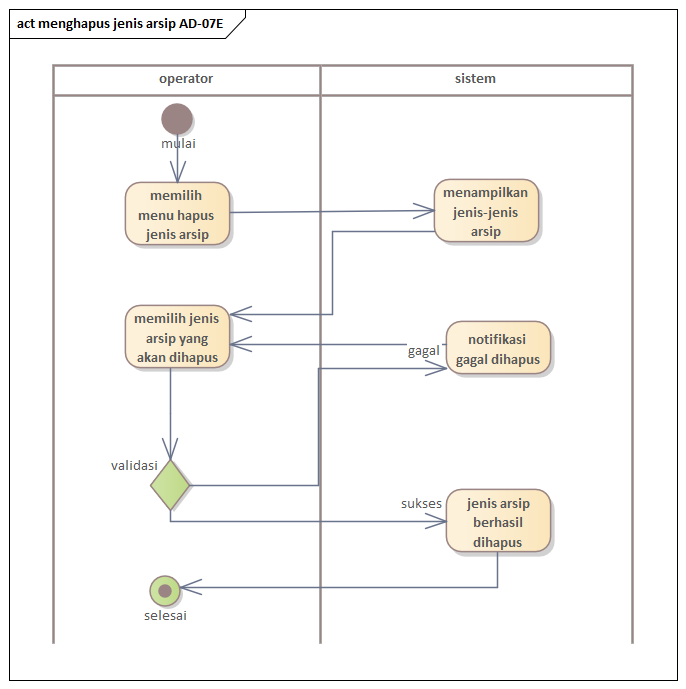 act menghapus jenis arsip AD-07E
operator
sistem
mulai
memilih
menu hapus
jenis arsip
menampilkan
jenis-jenis
arsip
memilih jenis
arsip yang
akan dihapus
notifikasi
gagal dihapus
gagal
validasi
sukses
jenis arsip
berhasil
dihapus
selesai